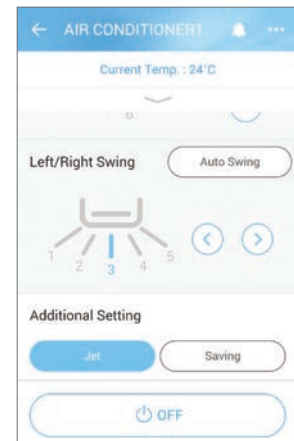 AIR CONDITIONER1
Current Temp. : 24°C
6
Left/Right Swing
Auto Swing
1 2 3 4 5
Additional Setting
Jet
Saving
OFF